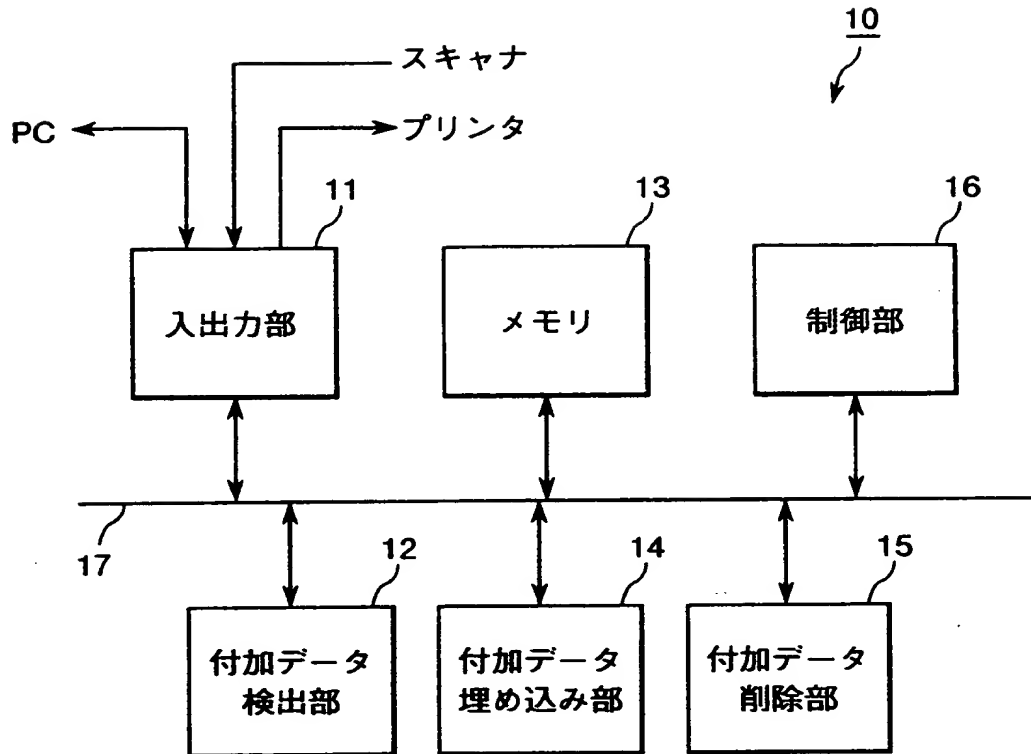 10
スキャナ
PC
プリンタ
11
13
16
入出力部
メモリ
制御部
17
12
14
15
付加データ
検出部
付加データ
埋め込み部
付加データ
削除部